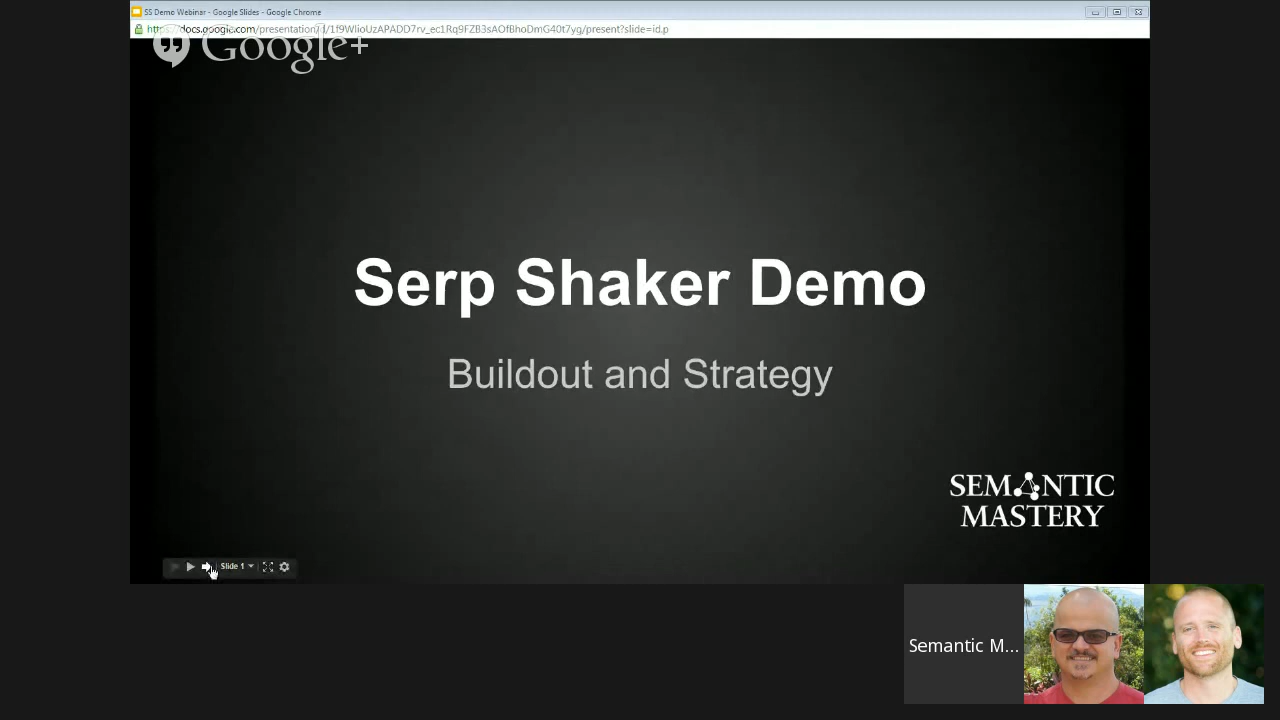 SS Demo Webinar - Google Slides - Google Chrome
Google+
Serp Shaker Demo
Buildout and Strategy
SEMANTIC
MASTERY
Slide 1
Semantic M...